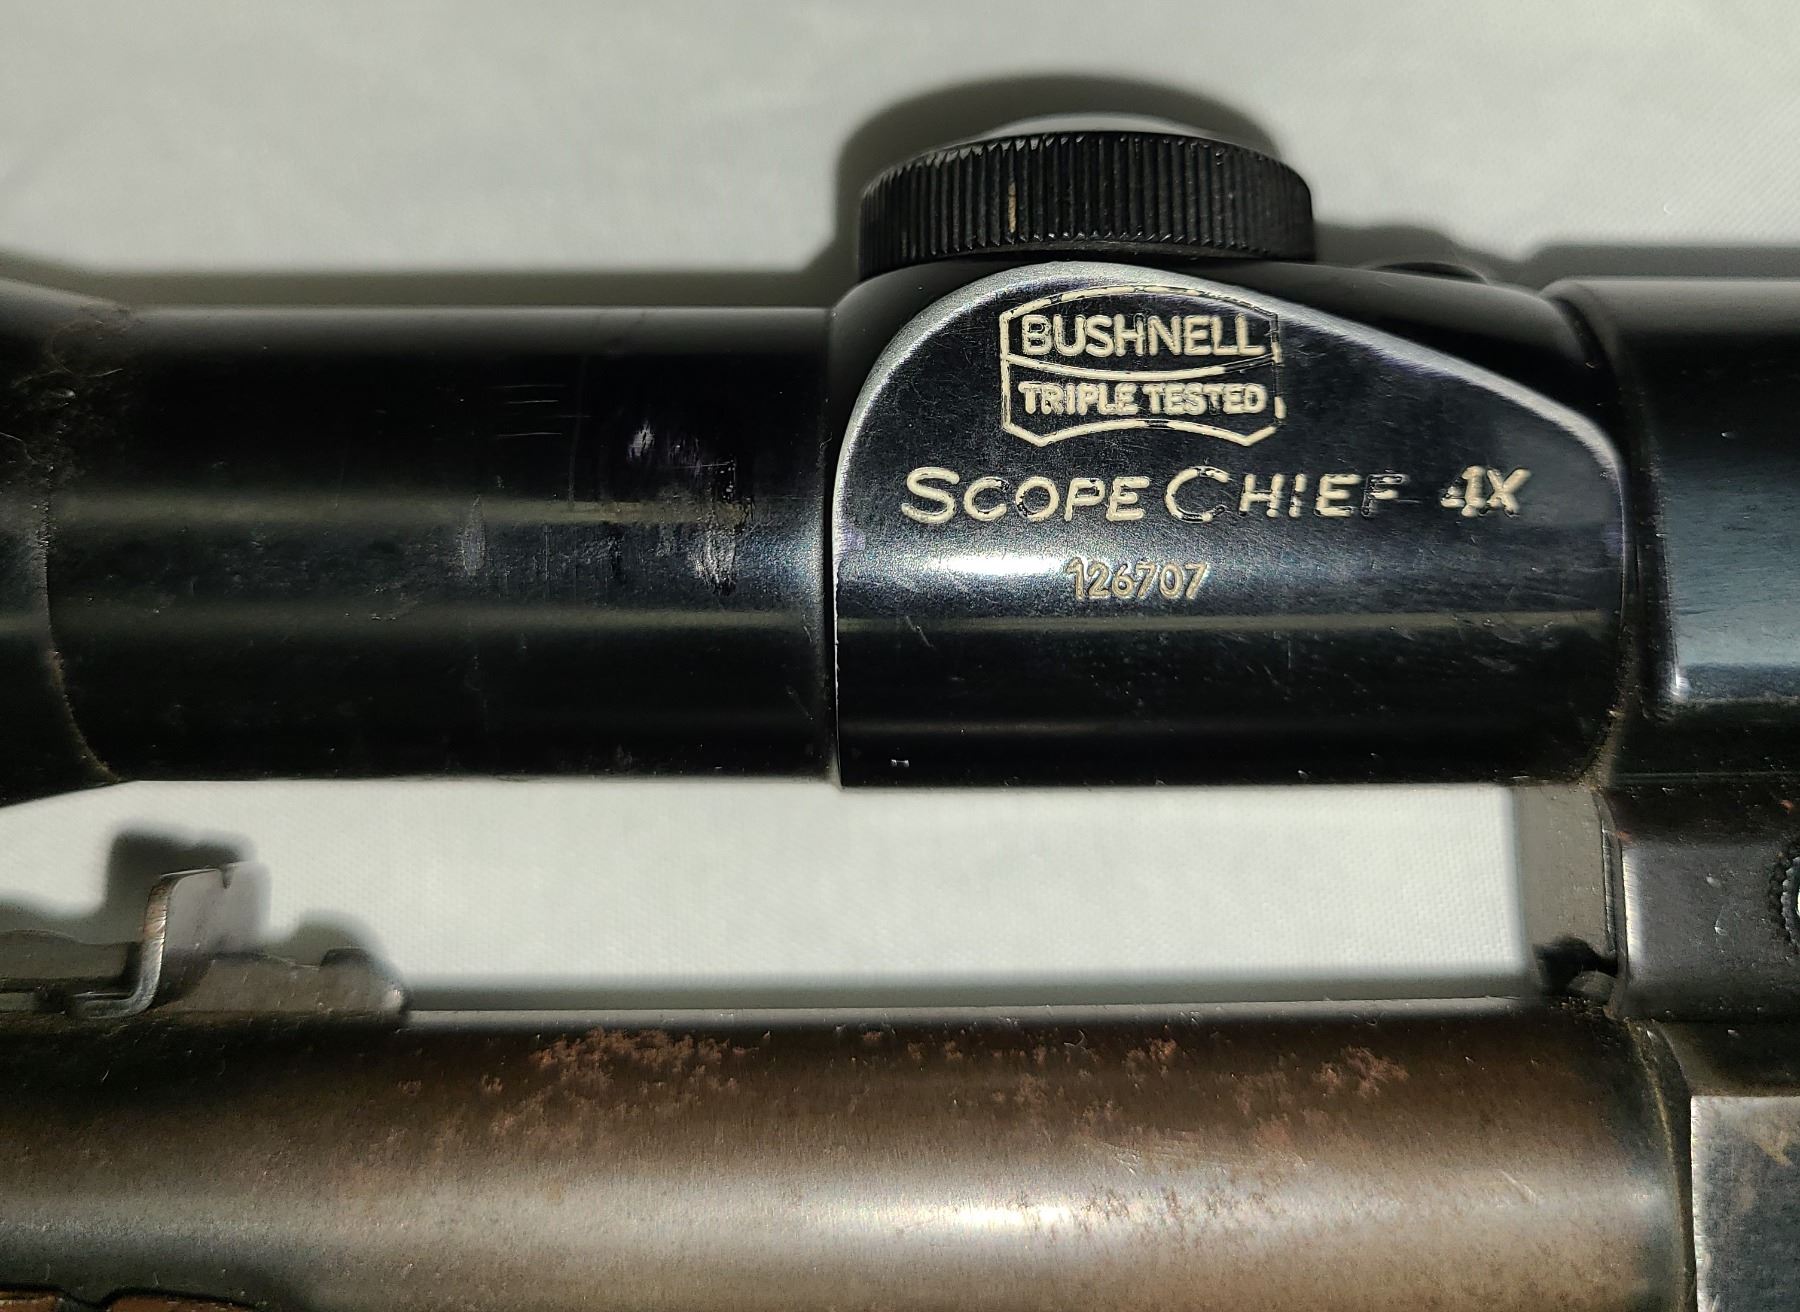 BUSHNELL
TRIPLE TESTED
SCOPE CHIEF 4X
126707